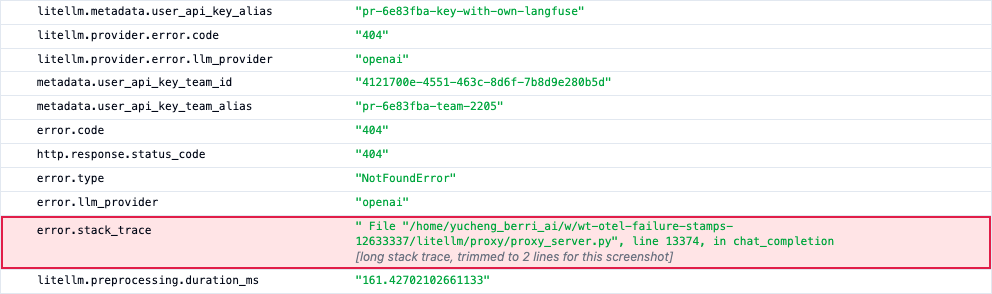 litellm.metadata.user_api_key_alias "pr-6e83fba-key-with-own-langfuse"
litellm.provider.error.code "404"
litellm.provider.error.llm_provider "openai"
metadata.user_api_key_team_id "4121700e-4551-463c-8d6f-7b8d9e280b5d"
metadata.user_api_key_team_alias "pr-6e83fba-team-2205"
error.code "404"
http.response.status_code "404"
error.type "NotFoundError"
error.llm_provider "openai"
error.stack_trace " File "/home/yucheng_berri_ai/w/wt-otel-failure-stamps-
12633337/litellm/proxy/proxy_server.py", line 13374, in chat_completion
[long stack trace, trimmed to 2 lines for this screenshot]
litellm.preprocessing.duration_ms "161.42702102661133"